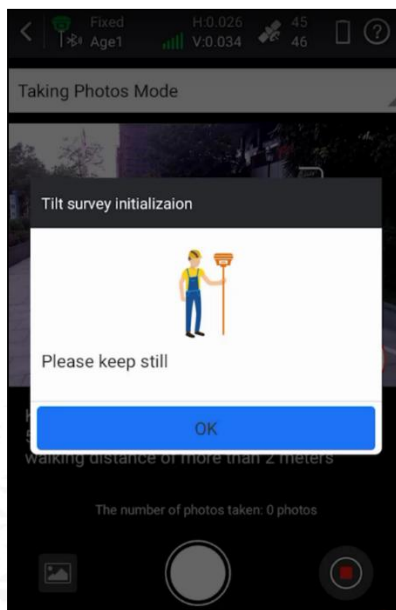 Fixed H:0.026 45
Age1 V:0.034 46
Taking Photos Mode
Tilt survey initializaion
Please keep still
OK
walking distance of more than 2 meters
The number of photos taken: 0 photos